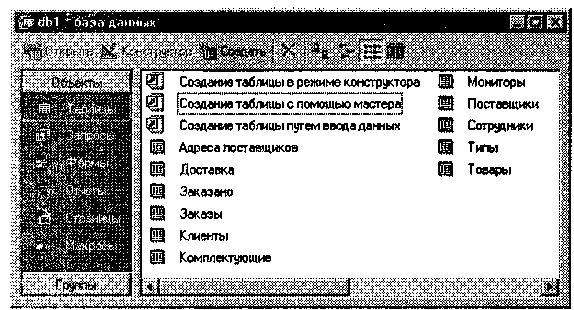 db1 : база данных
Открыть Конструктор Создать
Объекты
Таблицы
Запросы
Формы
Отчеты
Страницы
Макросы
Группы
Создание таблицы в режиме конструктора
Создание таблицы с помощью мастера
Создание таблицы путем ввода данных
Адреса поставщиков
Доставка
Заказано
Заказы
Клиенты
Комплектующие
Мониторы
Поставщики
Сотрудники
Типы
Товары